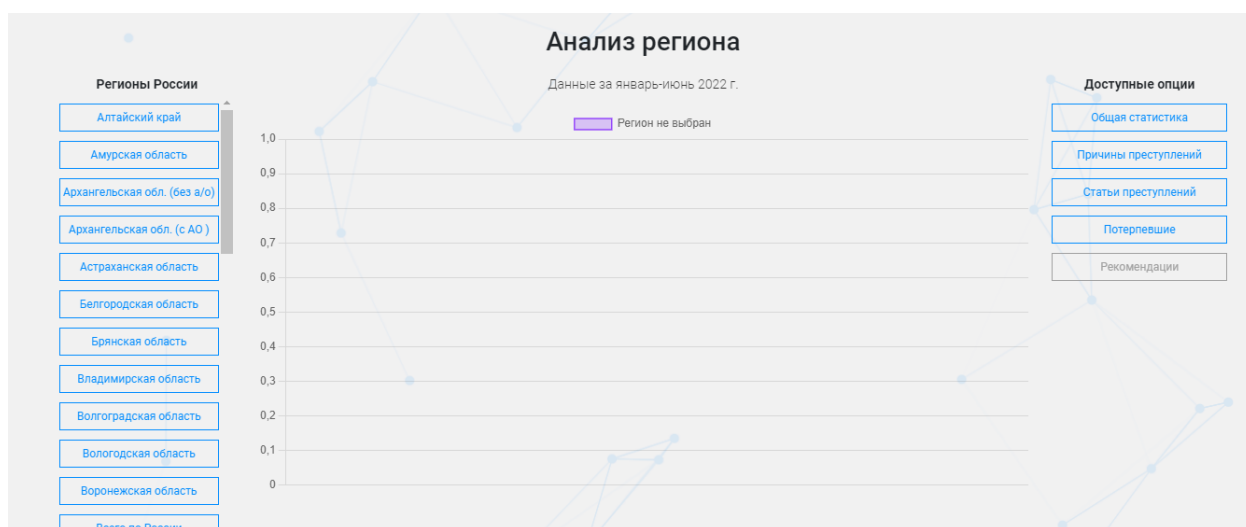 Анализ региона
Данные за январь-июнь 2022 г.
Регионы России
Алтайский край
Амурская область
Архангельская обл. (без а/о)
Архангельская обл. (с АО )
Астраханская область
Белгородская область
Брянская область
Владимирская область
Волгоградская область
Вологодская область
Воронежская область
Всего по России
Регион не выбран
1,0
0,9
0,8
0,7
0,6
0,5
0,4
0,3
0,2
0,1
0
Доступные опции
Общая статистика
Причины преступлений
Статьи преступлений
Потерпевшие
Рекомендации